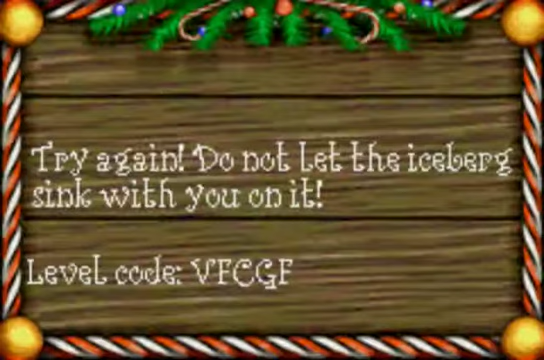 Try again! Do not let the iceberg
sink with you on it!
Level code: VFCGF